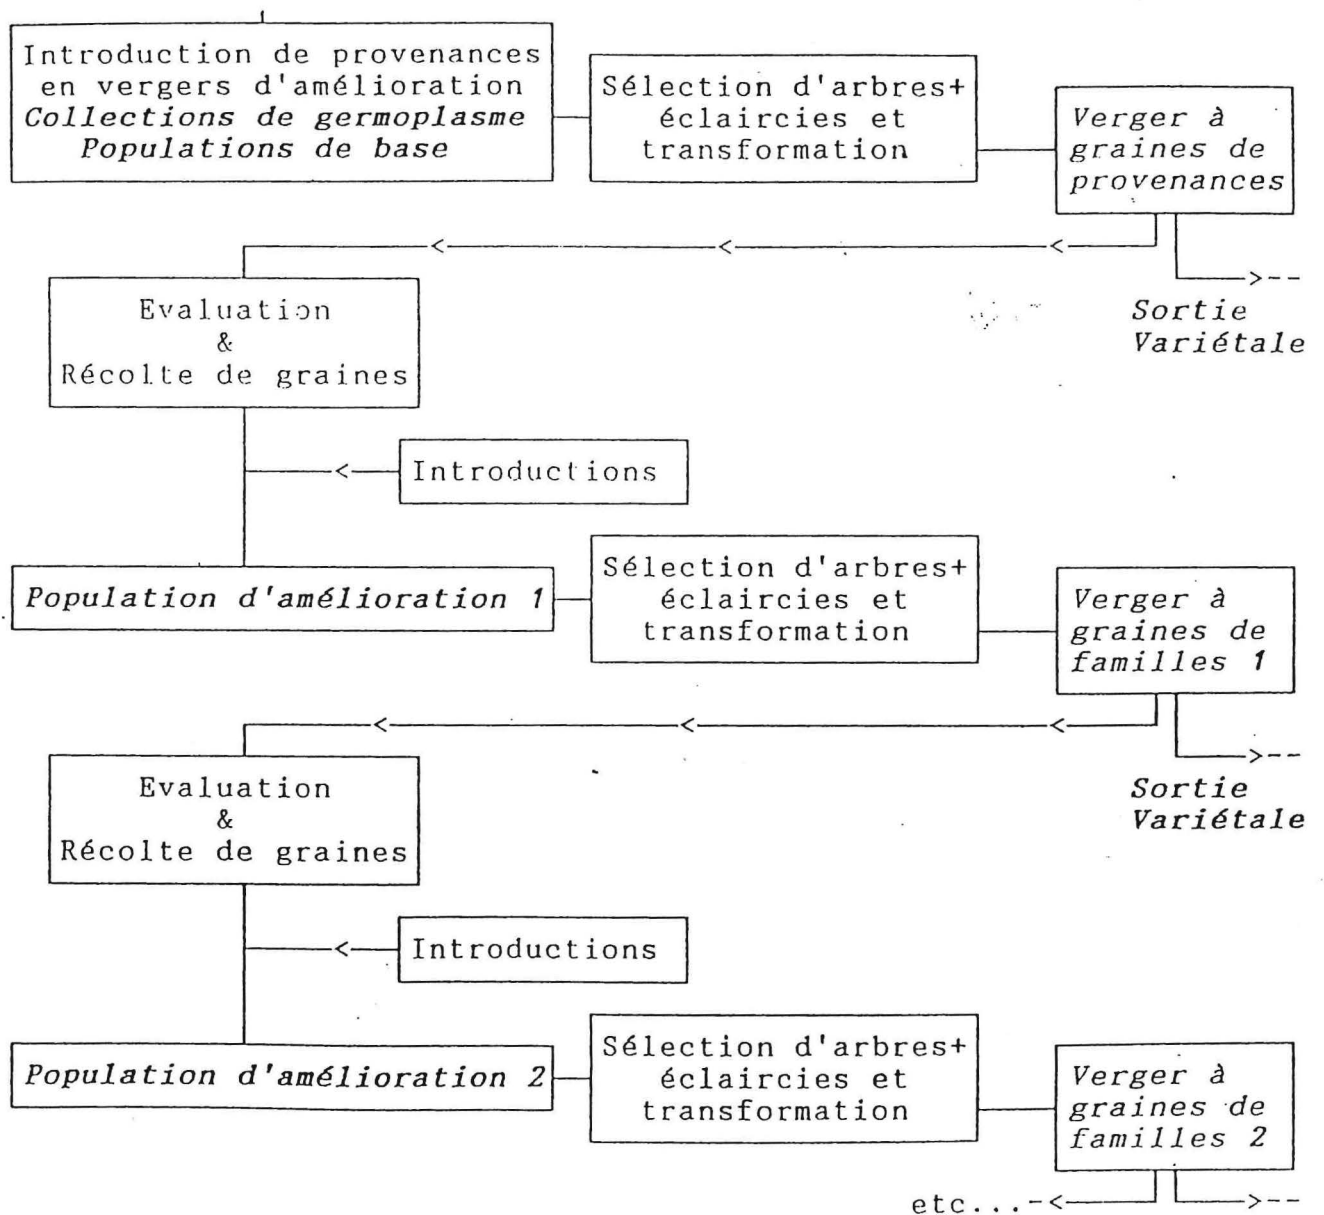 Introduction de provenances
en vergers d'amélioration
Collections de germoplasme
Populations de base
Sélection d'arbres+
éclaircies et
transformation
Verger à
graines de
provenances
Sortie
Variétale
Evaluation
&
Récolte de graines
Introductions
Population d'amélioration 1
Sélection d'arbres+
éclaircies et
transformation
Verger à
graines de
familles 1
Sortie
Variétale
Evaluation
&
Récolte de graines
Introductions
Population d'amélioration 2
Sélection d'arbres+
éclaircies et
transformation
Verger à
graines de
familles 2
etc...